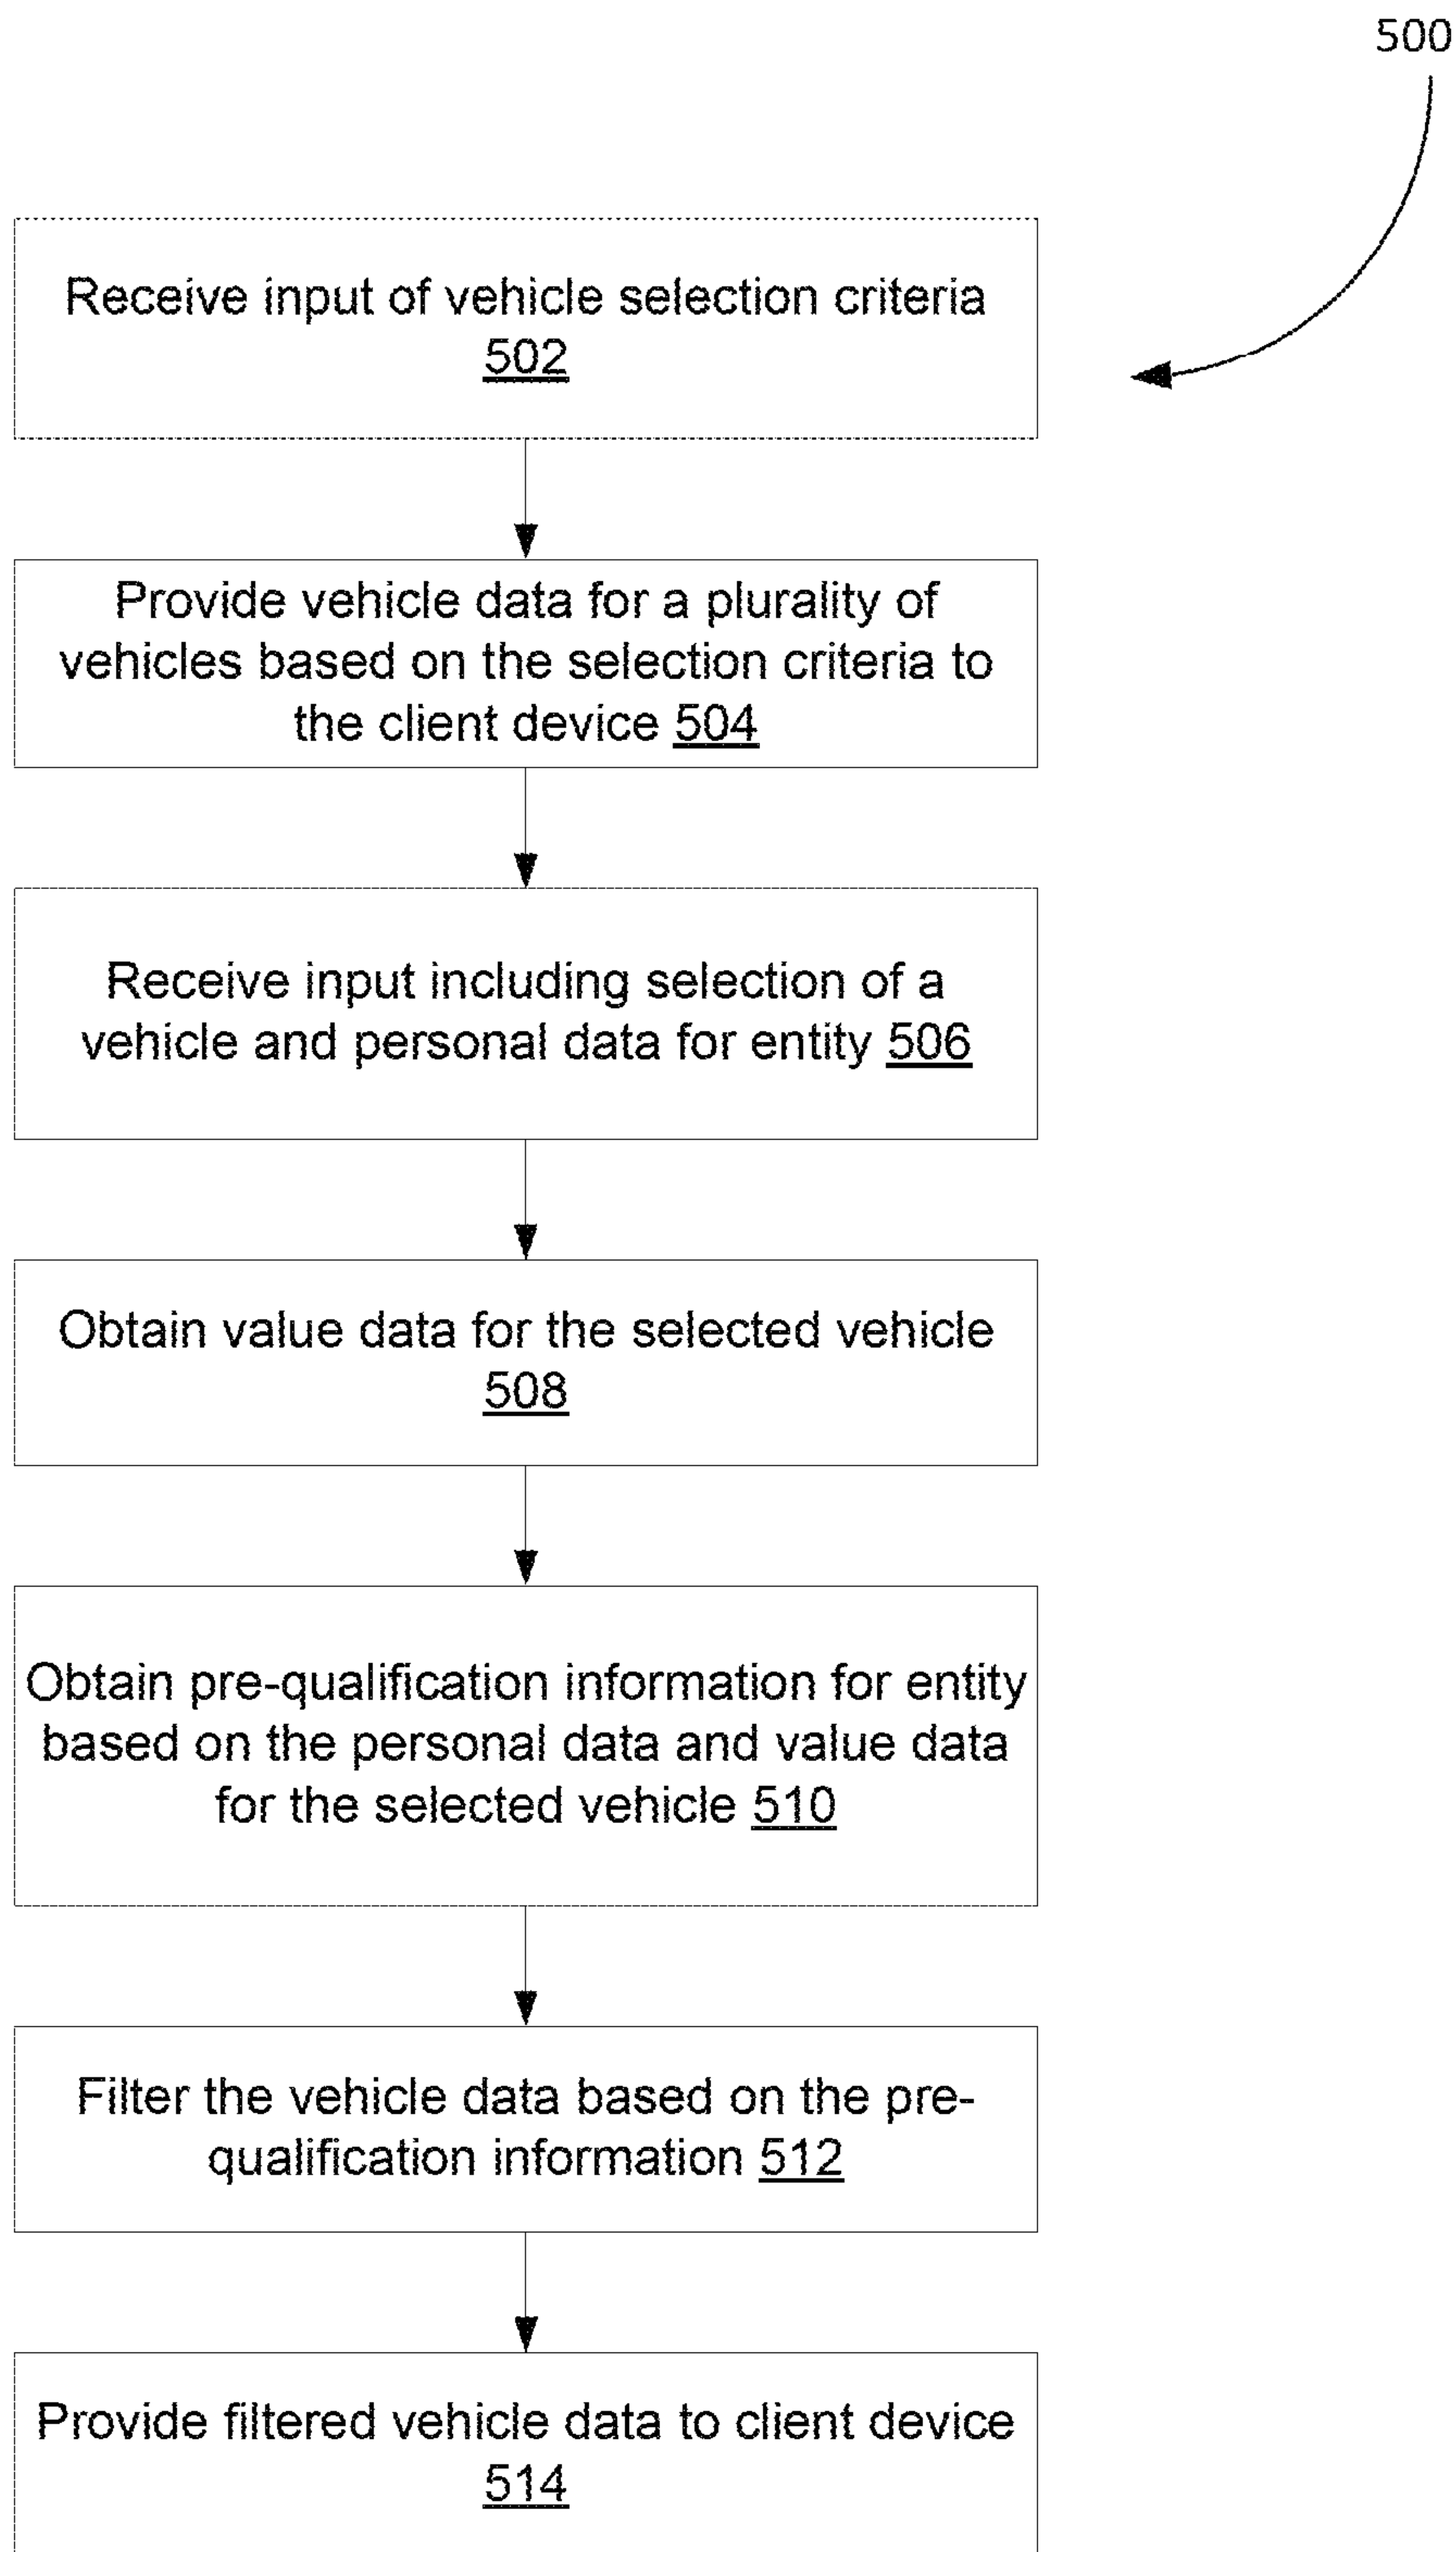 500
Receive input of vehicle selection criteria
502
Provide vehicle data for a plurality of
vehicles based on the selection criteria to
the client device 504
Receive input including selection of a
vehicle and personal data for entity 506
Obtain value data for the selected vehicle
508
Obtain pre-qualification information for entity
based on the personal data and value data
for the selected vehicle 510
Filter the vehicle data based on the pre-
qualification information 512
Provide filtered vehicle data to client device
514